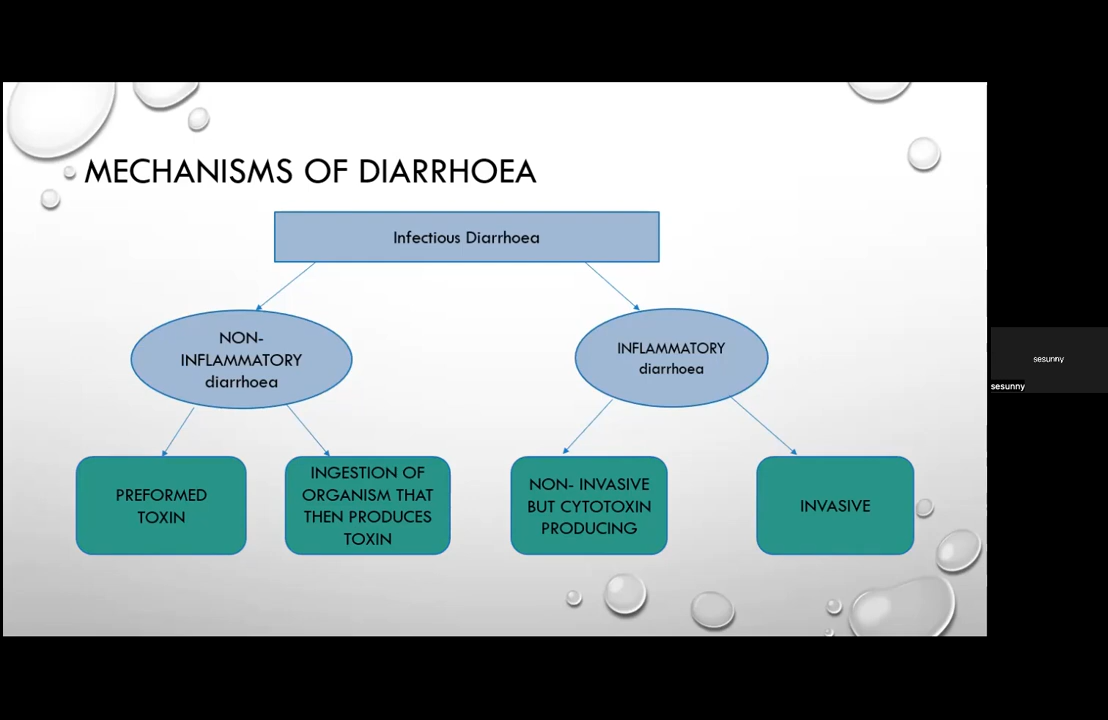 MECHANISMS OF DIARRHOEA
Infectious Diarrhoea
NON-
INFLAMMATORY
diarrhoea
INFLAMMATORY
diarrhoea
PREFORMED
TOXIN
INGESTION OF
ORGANISM THAT
THEN PRODUCES
TOXIN
NON- INVASIVE
BUT CYTOTOXIN
PRODUCING
INVASIVE
sesunny
sesunny